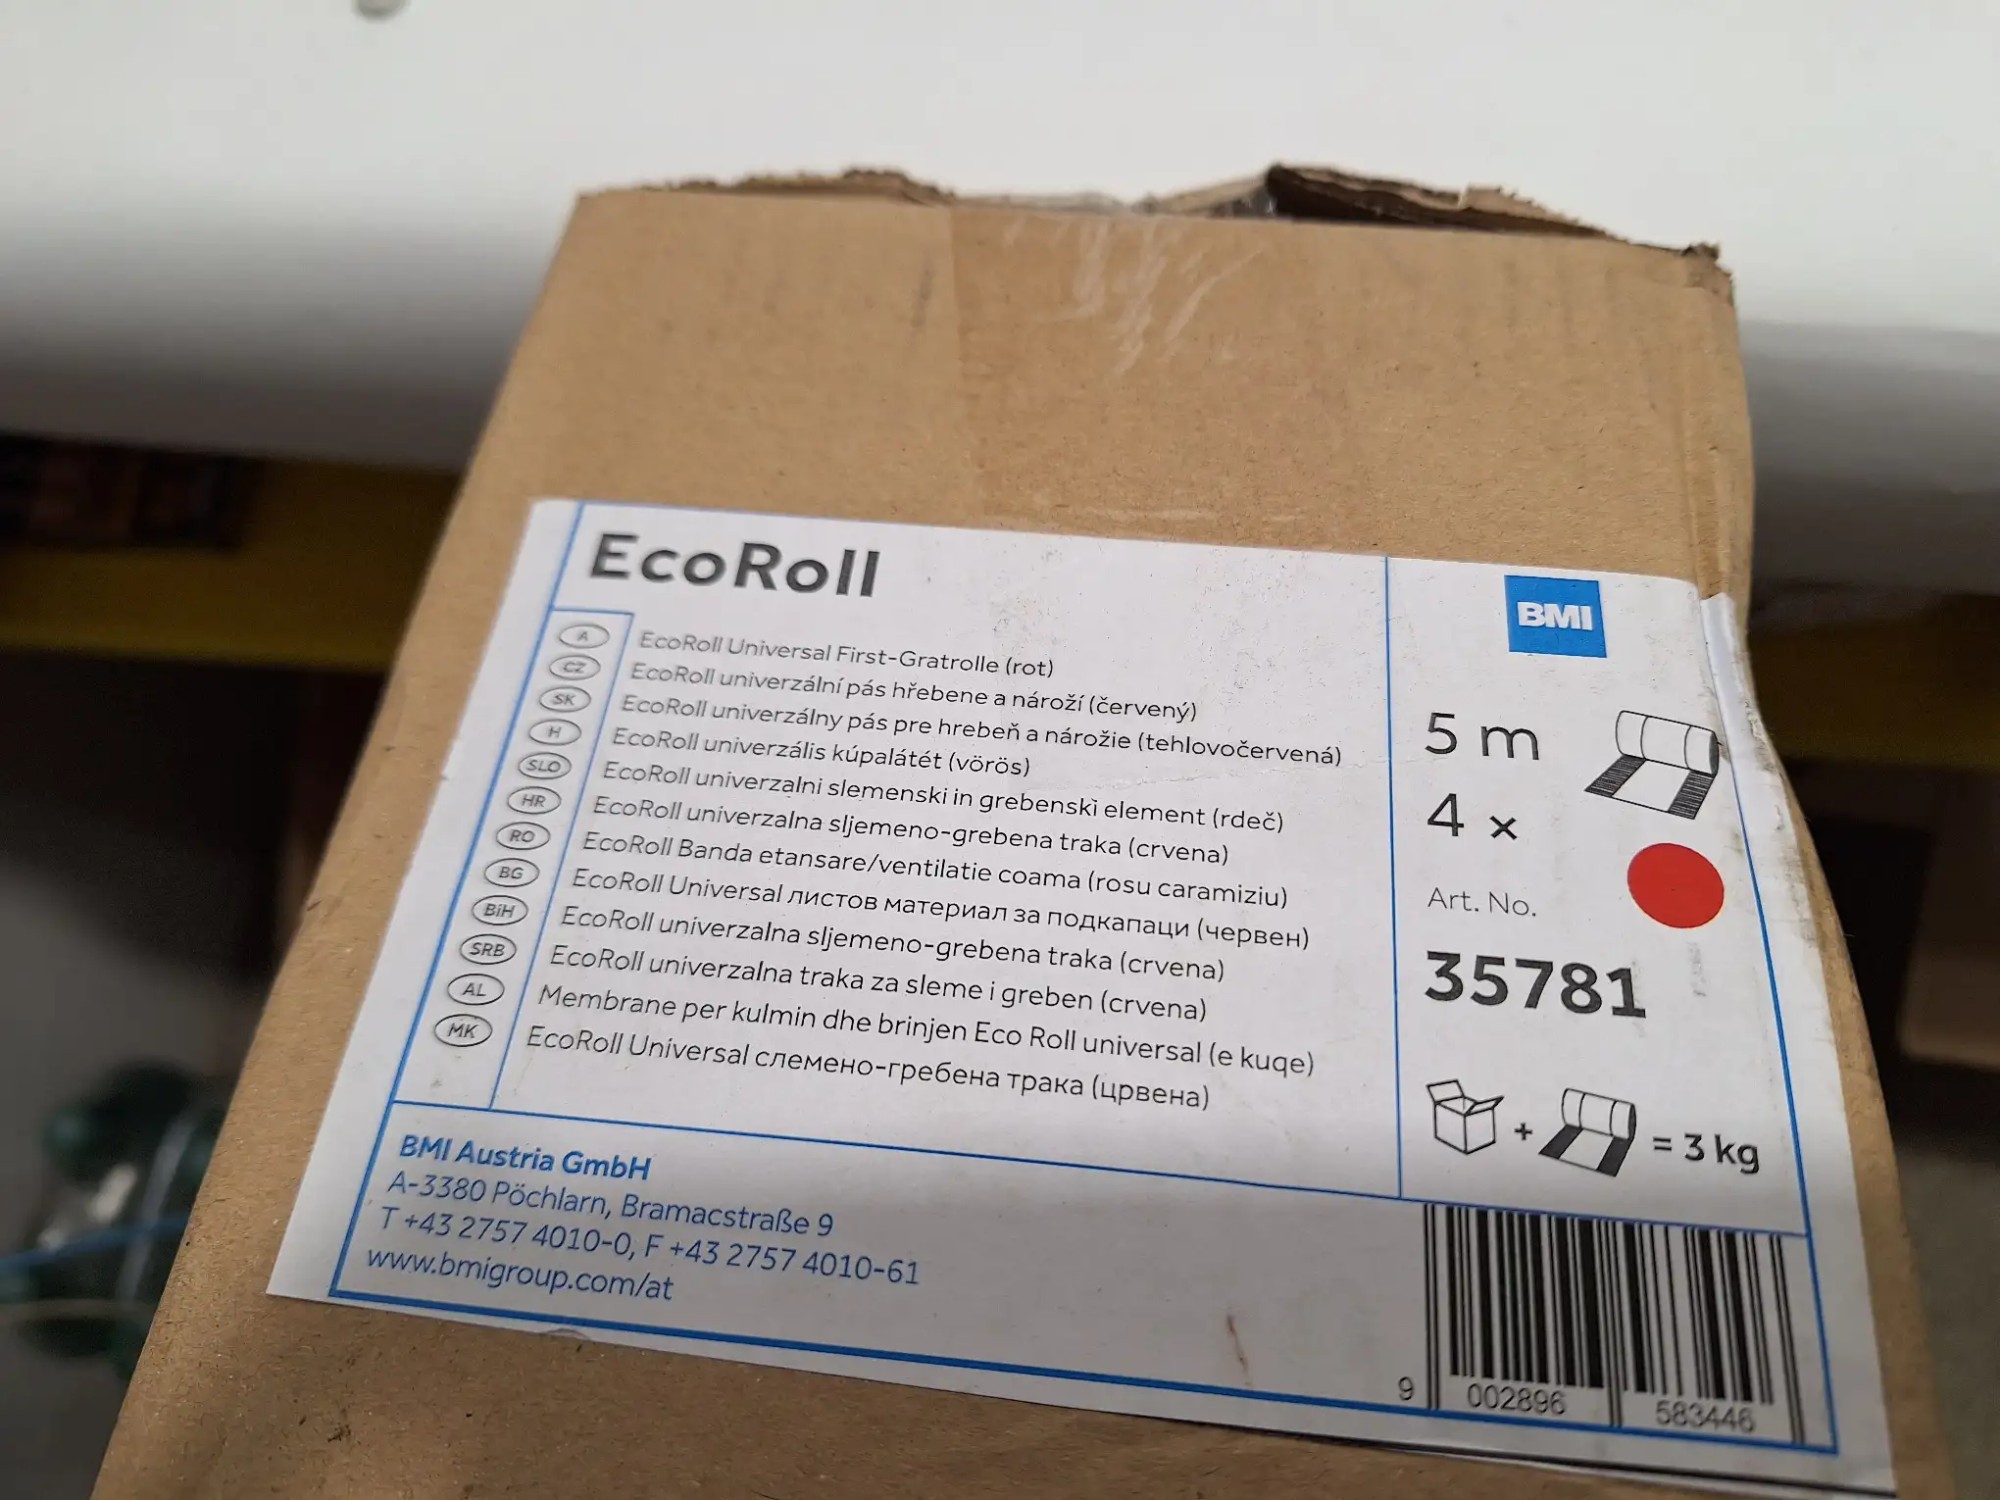 EcoRoll
A EcoRoll Universal First-Gratrolle (rot)
CZ EcoRoll univerzální pás hřebene a nároží (červený)
SK EcoRoll univerzálny pás pre hrebeň a nárožie (tehlovočervená)
H EcoRoll univerzális kúpalátét (vörös)
SLO EcoRoll univerzalni slemenski in grebenski element (rdeč)
HR EcoRoll univerzalna sljemeno-grebena traka (crvena)
RO EcoRoll Banda etansare/ventilatie coama (rosu caramiziu)
BG EcoRoll Universal листов материал за подкапаци (червен)
BiH EcoRoll univerzalna sljemeno-grebena traka (crvena)
SRB EcoRoll univerzalna traka za sleme i greben (crvena)
AL Membrane per kulmin dhe brinjen Eco Roll universal (e kuqe)
MK EcoRoll Universal слемено-гребена трака (црвена)
BMI
5 m
4 x
Art. No.
35781
+ = 3 kg
BMI Austria GmbH
A-3380 Pöchlarn, Bramacstraße 9
T +43 2757 4010-0, F +43 2757 4010-61
www.bmigroup.com/at
9 002896 583446